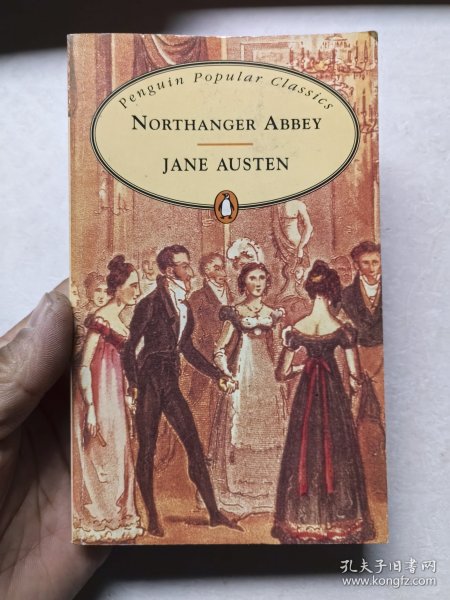 Penguin Popular Classics
NORTHANGER ABBEY
JANE AUSTEN
孔夫子旧书网
www.kongfz.com